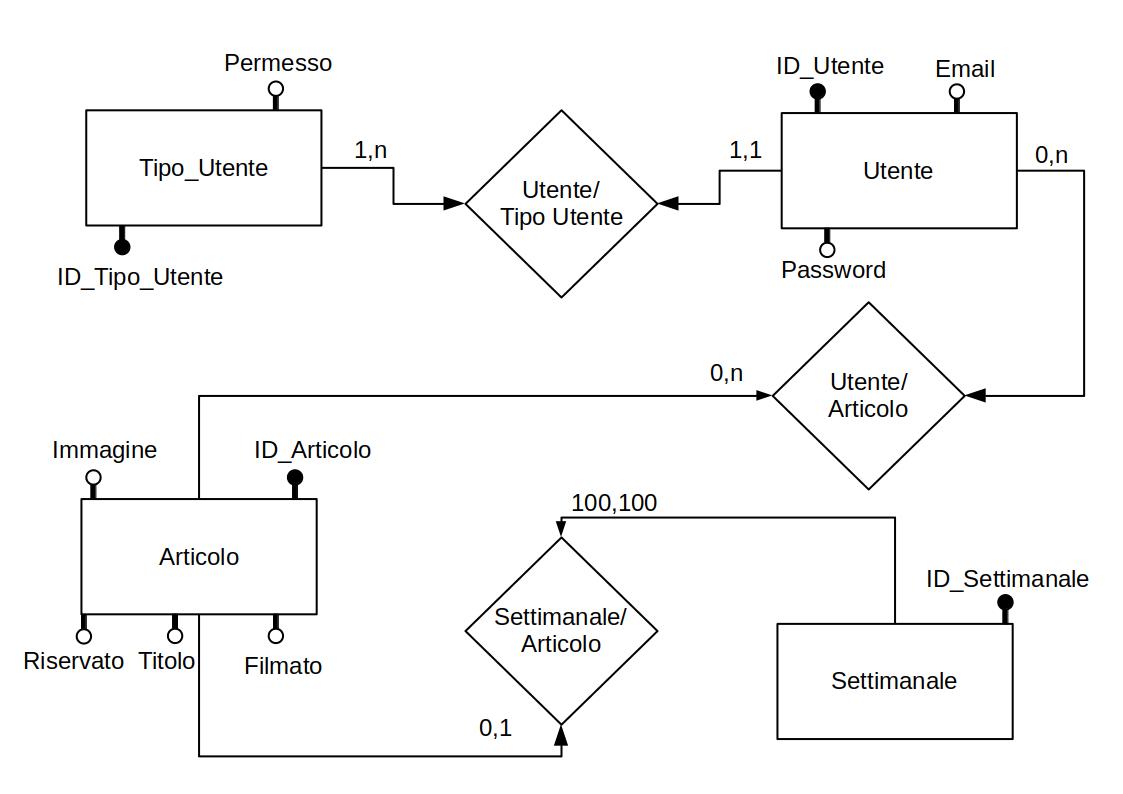 Permesso
ID_Utente
Email
Tipo_Utente
1,n
Utente/
Tipo Utente
1,1
Utente
0,n
ID_Tipo_Utente
Password
0,n
Utente/
Articolo
Immagine
ID_Articolo
100,100
Articolo
Settimanale/
Articolo
ID_Settimanale
Riservato
Titolo
Filmato
Settimanale
0,1